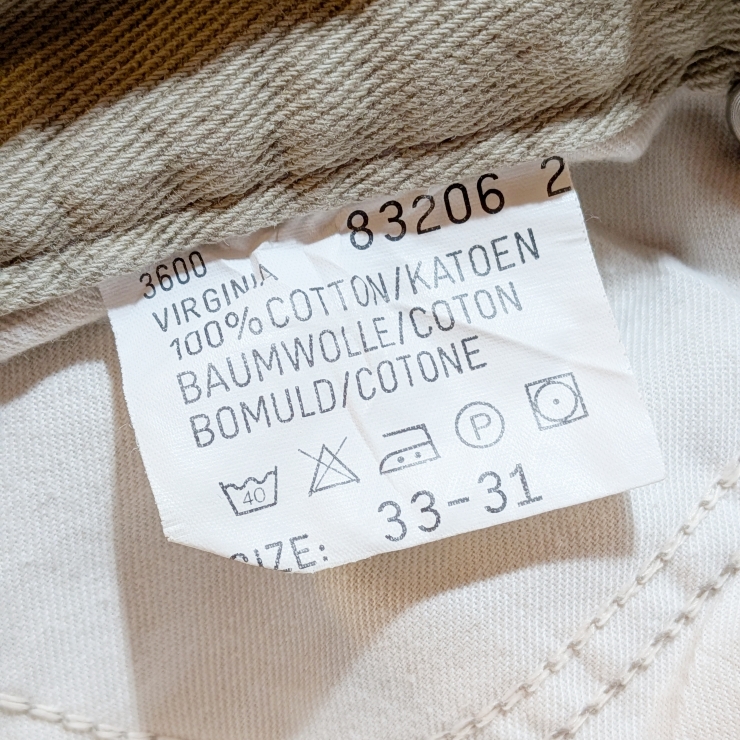 83206 2
3600
VIRGINIA
100% COTTON/KATOEN
BAUMWOLLE/COTON
BOMULD/COTONE
40 P
SIZE: 33-31